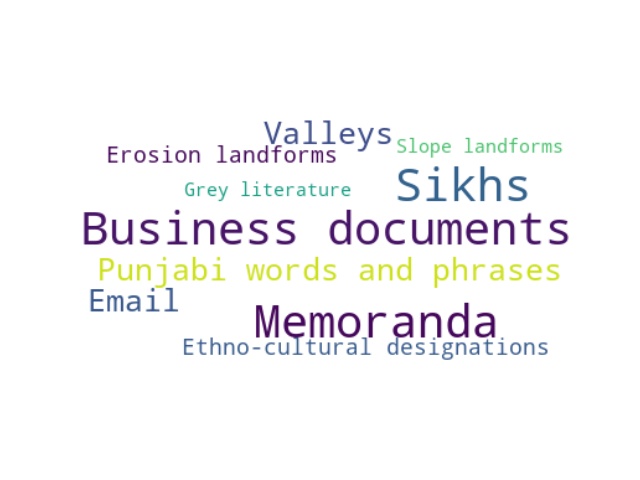 Valleys
Slope landforms
Erosion landforms
Grey literature
Sikhs
Business documents
Punjabi words and phrases
Email
Memoranda
Ethno-cultural designations